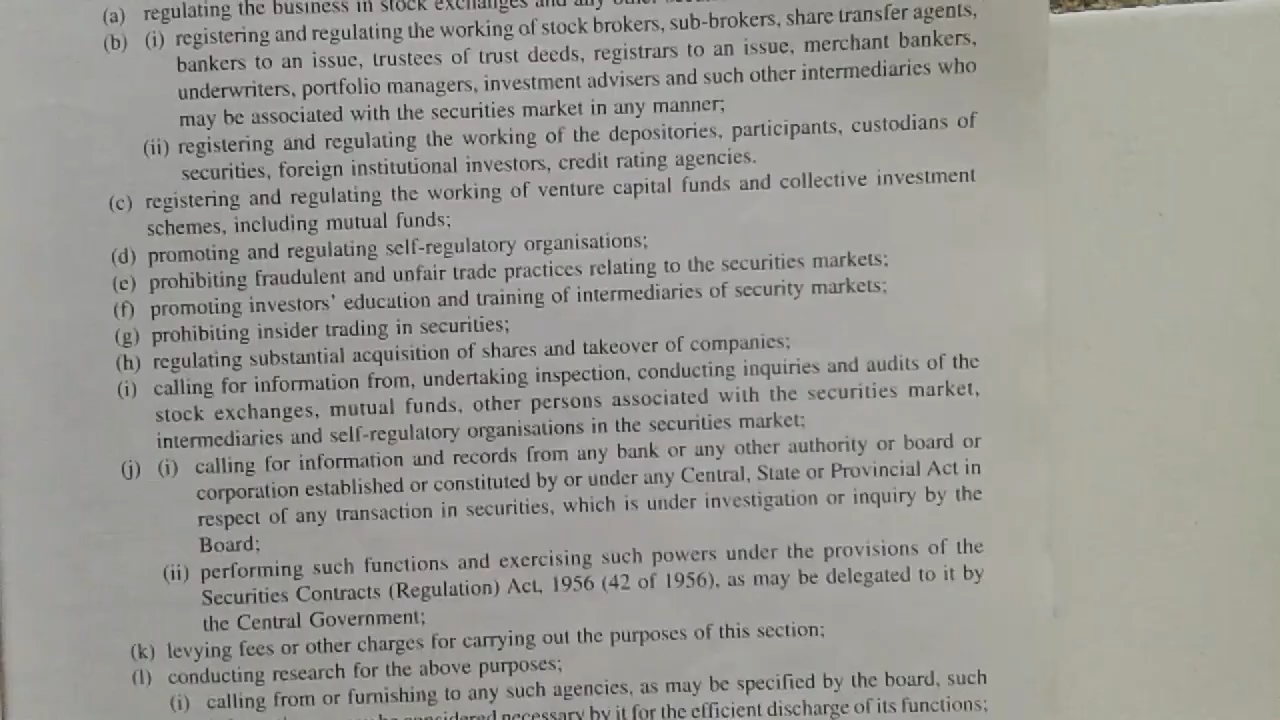 (a) regulating the business in stock exchanges and any other
(b) (i) registering and regulating the working of stock brokers, sub-brokers, share transfer agents,
bankers to an issue, trustees of trust deeds, registrars to an issue, merchant bankers,
underwriters, portfolio managers, investment advisers and such other intermediaries who
may be associated with the securities market in any manner;
(ii) registering and regulating the working of the depositories, participants, custodians of
securities, foreign institutional investors, credit rating agencies.
(c) registering and regulating the working of venture capital funds and collective investment
schemes, including mutual funds;
(d) promoting and regulating self-regulatory organisations;
(e) prohibiting fraudulent and unfair trade practices relating to the securities markets;
(f) promoting investors' education and training of intermediaries of security markets;
(g) prohibiting insider trading in securities;
(h) regulating substantial acquisition of shares and takeover of companies;
(i) calling for information from, undertaking inspection, conducting inquiries and audits of the
stock exchanges, mutual funds, other persons associated with the securities market,
intermediaries and self-regulatory organisations in the securities market;
(j) (i) calling for information and records from any bank or any other authority or board or
corporation established or constituted by or under any Central, State or Provincial Act in
respect of any transaction in securities, which is under investigation or inquiry by the
Board;
(ii) performing such functions and exercising such powers under the provisions of the
Securities Contracts (Regulation) Act, 1956 (42 of 1956), as may be delegated to it by
the Central Government;
(k) levying fees or other charges for carrying out the purposes of this section;
(l) conducting research for the above purposes;
(i) calling from or furnishing to any such agencies, as may be specified by the board, such
considered necessary by it for the efficient discharge of its functions;